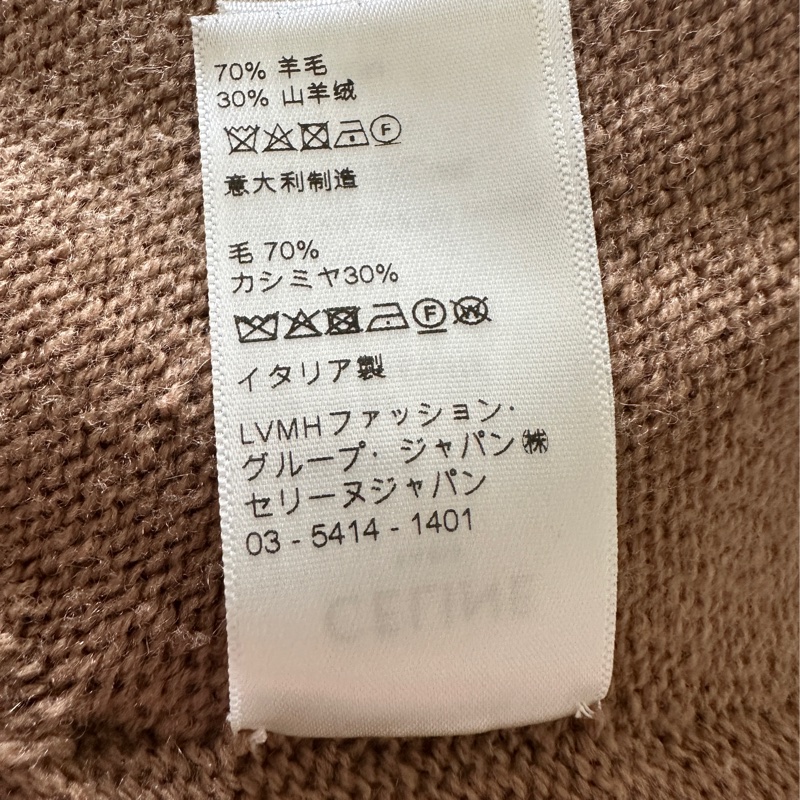 70% 羊毛
30% 山羊绒
F
意大利制造
毛 70%
カシミヤ30%
F W
イタリア製
LVMHファッション·
グループ· ジャパン㈱
セリーヌジャパン
03 - 5414 - 1401
CELINE